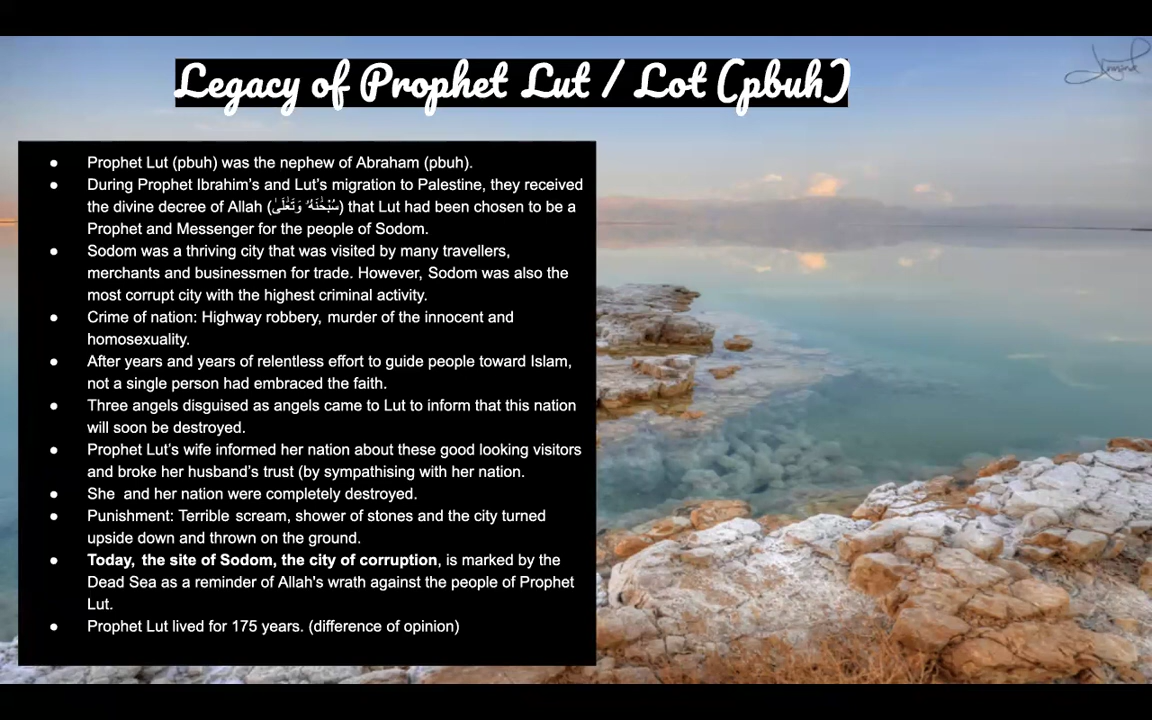 Legacy of Prophet Lut / Lot (pbuh)
● Prophet Lut (pbuh) was the nephew of Abraham (pbuh).
● During Prophet Ibrahim's and Lut's migration to Palestine, they received
the divine decree of Allah (سُبْحَٰنَهُۥ وَتَعَٰلَىٰ) that Lut had been chosen to be a
Prophet and Messenger for the people of Sodom.
● Sodom was a thriving city that was visited by many travellers,
merchants and businessmen for trade. However, Sodom was also the
most corrupt city with the highest criminal activity.
● Crime of nation: Highway robbery, murder of the innocent and
homosexuality.
● After years and years of relentless effort to guide people toward Islam,
not a single person had embraced the faith.
● Three angels disguised as angels came to Lut to inform that this nation
will soon be destroyed.
● Prophet Lut's wife informed her nation about these good looking visitors
and broke her husband's trust (by sympathising with her nation.
● She and her nation were completely destroyed.
● Punishment: Terrible scream, shower of stones and the city turned
upside down and thrown on the ground.
● Today, the site of Sodom, the city of corruption, is marked by the
Dead Sea as a reminder of Allah's wrath against the people of Prophet
Lut.
● Prophet Lut lived for 175 years. (difference of opinion)